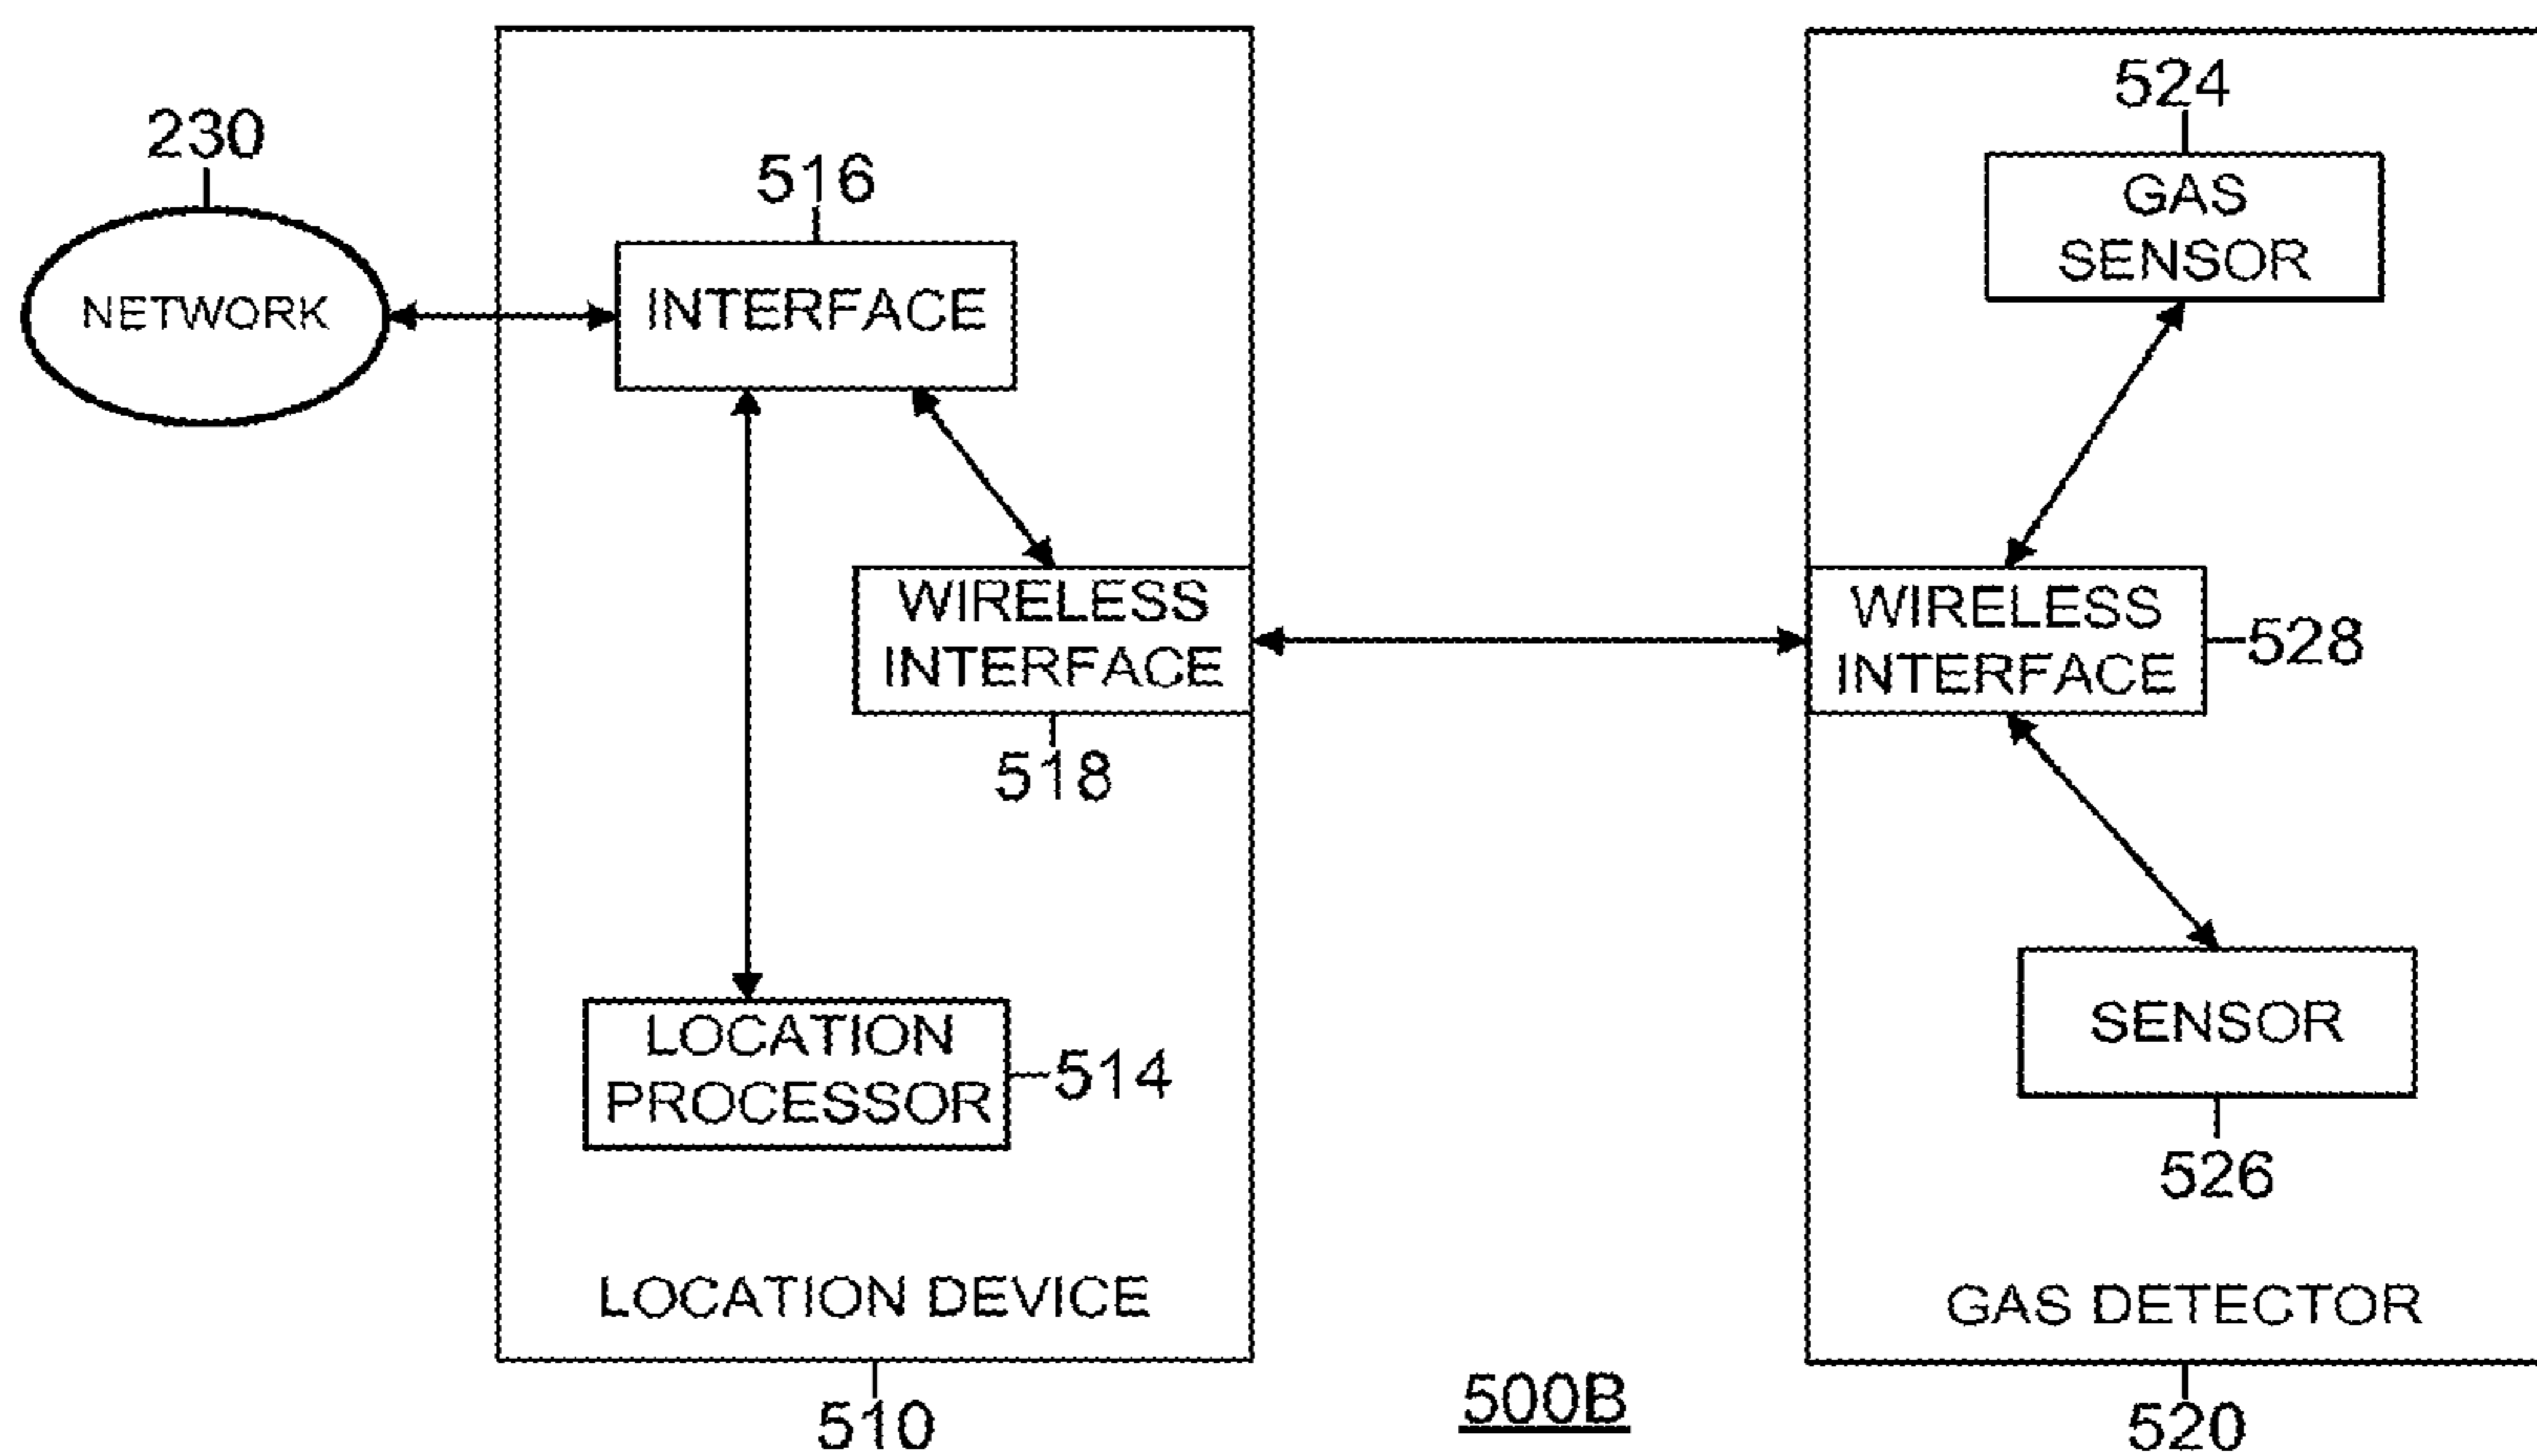 230
NETWORK
516
INTERFACE
WIRELESS
INTERFACE
518
LOCATION
PROCESSOR
514
LOCATION DEVICE
510
524
GAS
SENSOR
WIRELESS
INTERFACE
528
SENSOR
526
GAS DETECTOR
520
500B